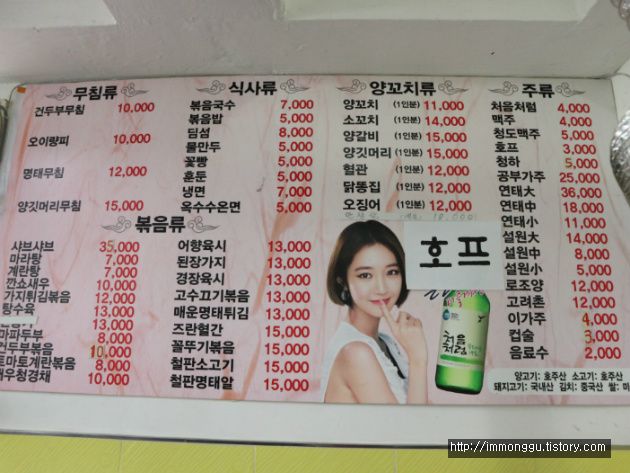 무침류
건두부무침 10,000
오이량피 10,000
명태무침 12,000
양깃머리무침 15,000
식사류
볶음국수 7,000
볶음밥 5,000
딤섬 8,000
물만두 5,000
꽃빵 5,000
훈둔 5,000
냉면 7,000
옥수수온면 5,000
볶음류
샤브샤브 35,000
마라탕 7,000
계란탕 7,000
깐쇼새우 10,000
가지튀김볶음 12,000
탕수육 13,000
13,000
마파두부 8,000
건두부볶음 10,000
토마토계란볶음 8,000
새우청경채 10,000
어향육시 13,000
된장가지 13,000
경장육시 13,000
고수끄기볶음 13,000
매운명태튀김 13,000
즈란혈간 13,000
꼴뚜기볶음 15,000
철판소고기 15,000
철판명태알 15,000
양꼬치류
양꼬치 (1인분) 11,000
소꼬치 (1인분) 14,000
양갈비 (1인분) 15,000
양깃머리 (1인분) 15,000
혈관 (1인분) 12,000
닭똥집 (1인분) 12,000
오징어 (1인분) 12,000
호프
처음처럼
주류
처음처럼 4,000
맥주 4,000
청도맥주 5,000
호프 3,000
청하 5,000
공부가주 25,000
연태大 36,000
연태中 18,000
연태小 11,000
설원大 14,000
설원中 8,000
설원小 5,000
로조양 12,000
고려촌 12,000
이가주 4,000
컵술 3,000
음료수 2,000
양고기: 호주산 소고기: 호주산
돼지고기: 국내산 김치: 중국산 쌀:
http://immonggu.tistory.com